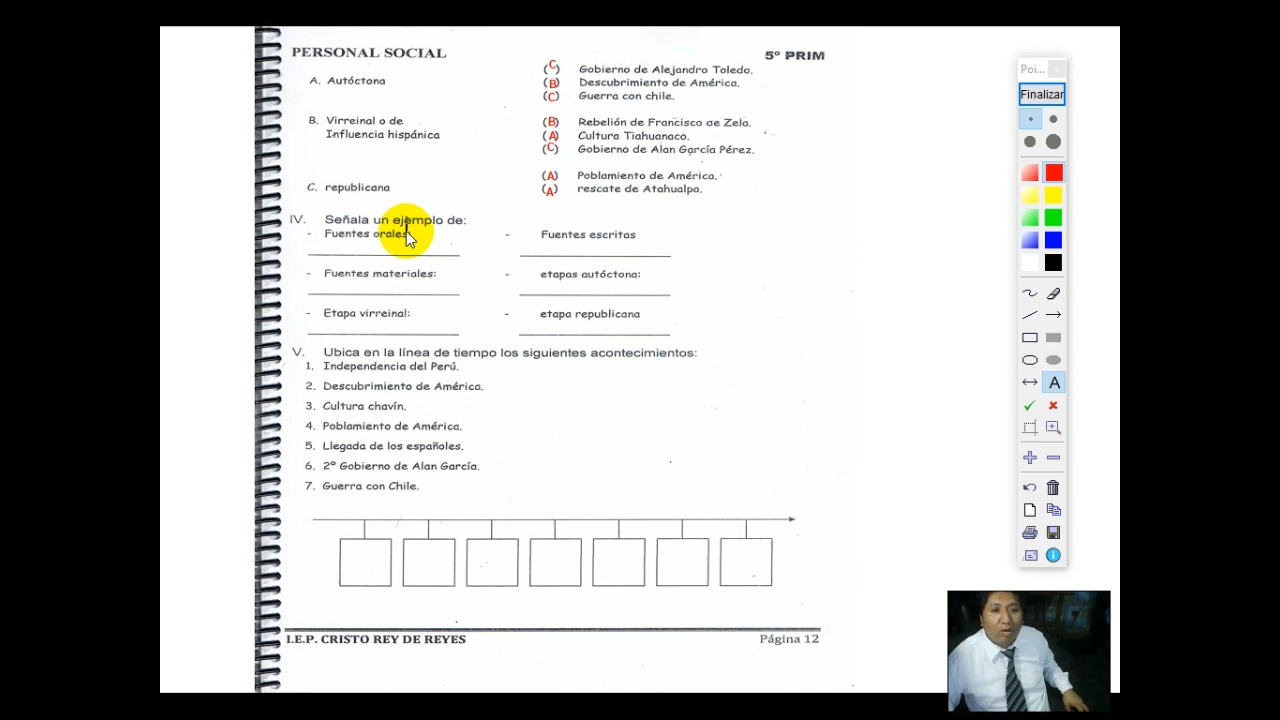 PERSONAL SOCIAL 5º PRIM
A. Autóctona
(C) Gobierno de Alejandro Toledo.
(B) Descubrimiento de América.
(C) Guerra con chile.
B. Virreinal o de
Influencia hispánica
(B) Rebelión de Francisco de Zela.
(A) Cultura Tiahuanaco.
(C) Gobierno de Alan García Pérez.
C. republicana
(A) Poblamiento de América.
(A) rescate de Atahualpa.
IV. Señala un ejemplo de:
- Fuentes orales: - Fuentes escritas
- Fuentes materiales: - etapas autóctona:
- Etapa virreinal: - etapa republicana
V. Ubica en la línea de tiempo los siguientes acontecimientos:
1. Independencia del Perú.
2. Descubrimiento de América.
3. Cultura chavín.
4. Poblamiento de América.
5. Llegada de los españoles.
6. 2º Gobierno de Alan García.
7. Guerra con Chile.
I.E.P. CRISTO REY DE REYES Página 12
Poi...
Finalizar
A